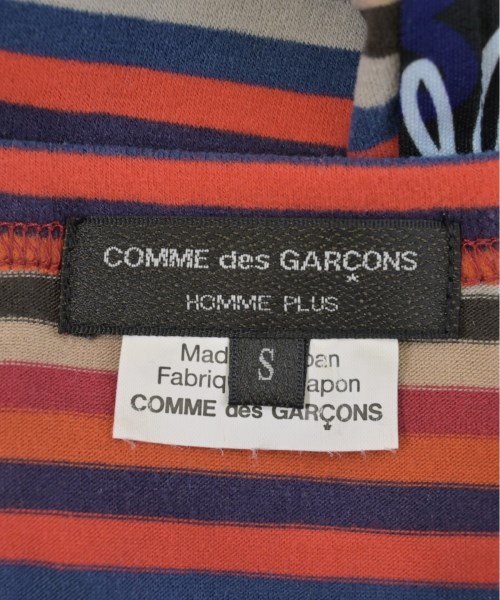 COMME des GARÇONS
HOMME PLUS
S
Mad pan
Fabriq apon
COMME des GARÇONS